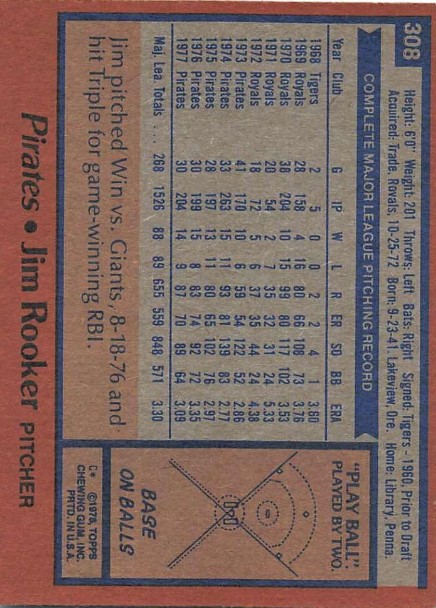 308
Height: 6'0" Weight: 201 Throws: Left Bats: Right Signed: Tigers - 1960, Prior to Draft
Acquired: Trade, Royals, 10-25-72 Born: 9-23-41, Lakeview, Ore. Home: Library, Penna.
COMPLETE MAJOR LEAGUE PITCHING RECORD
Year Club G IP W L R ER SO BB ERA
1968 Tigers 2 5 0 0 2 2 4 1 3.60
1969 Royals 28 158 4 16 80 66 108 73 3.76
1970 Royals 38 204 10 15 99 80 117 102 3.53
1971 Royals 20 54 2 7 35 32 31 24 5.33
1972 Royals 18 72 5 6 37 35 44 24 4.38
1973 Pirates 41 170 10 6 59 54 122 52 2.86
1974 Pirates 33 263 15 11 93 81 139 83 2.77
1975 Pirates 28 197 13 11 80 65 102 76 2.97
1976 Pirates 30 199 15 8 83 74 92 72 3.35
1977 Pirates 30 204 14 9 87 70 89 64 3.09
Maj. Lea. Totals ... 268 1526 88 89 655 559 848 571 3.30
Jim pitched Win vs. Giants, 8-18-76 and
hit Triple for game-winning RBI.
Pirates • Jim Rooker PITCHER
"PLAY BALL".
PLAYED BY TWO.
BASE
ON BALLS
C* ©1978, TOPPS
CHEWING GUM, INC.
PRTD. IN U.S.A.